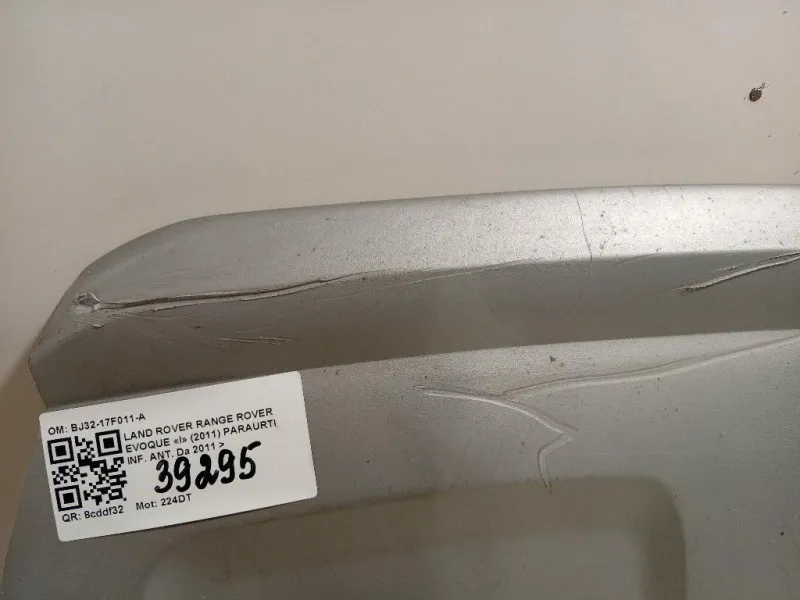 OM: BJ32-17F011-A
LAND ROVER RANGE ROVER
EVOQUE «I» (2011) PARAURTI
INF. ANT. Da 2011 >
39295
QR: 8cddf32 Mot: 224DT